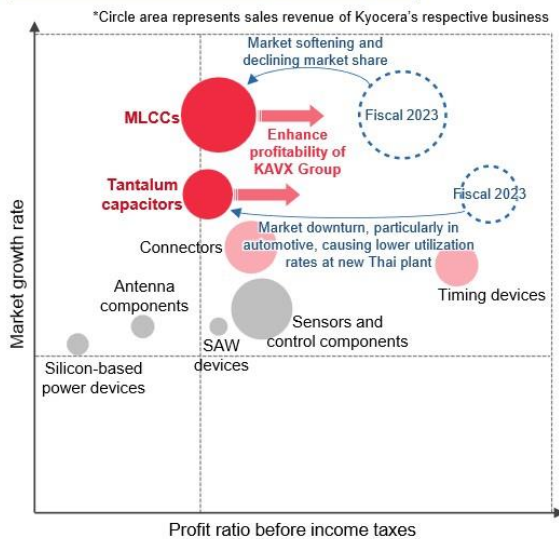 *Circle area represents sales revenue of Kyocera's respective business
Market softening and
declining market share
Fiscal 2023
MLCCs
Enhance
profitability of
KAVX Group
Tantalum
capacitors
Fiscal 2023
Market downturn, particularly in
automotive, causing lower utilization
rates at new Thai plant
Connectors
Timing devices
Antenna
components
Sensors and
control components
SAW
devices
Silicon-based
power devices
Market growth rate
Profit ratio before income taxes